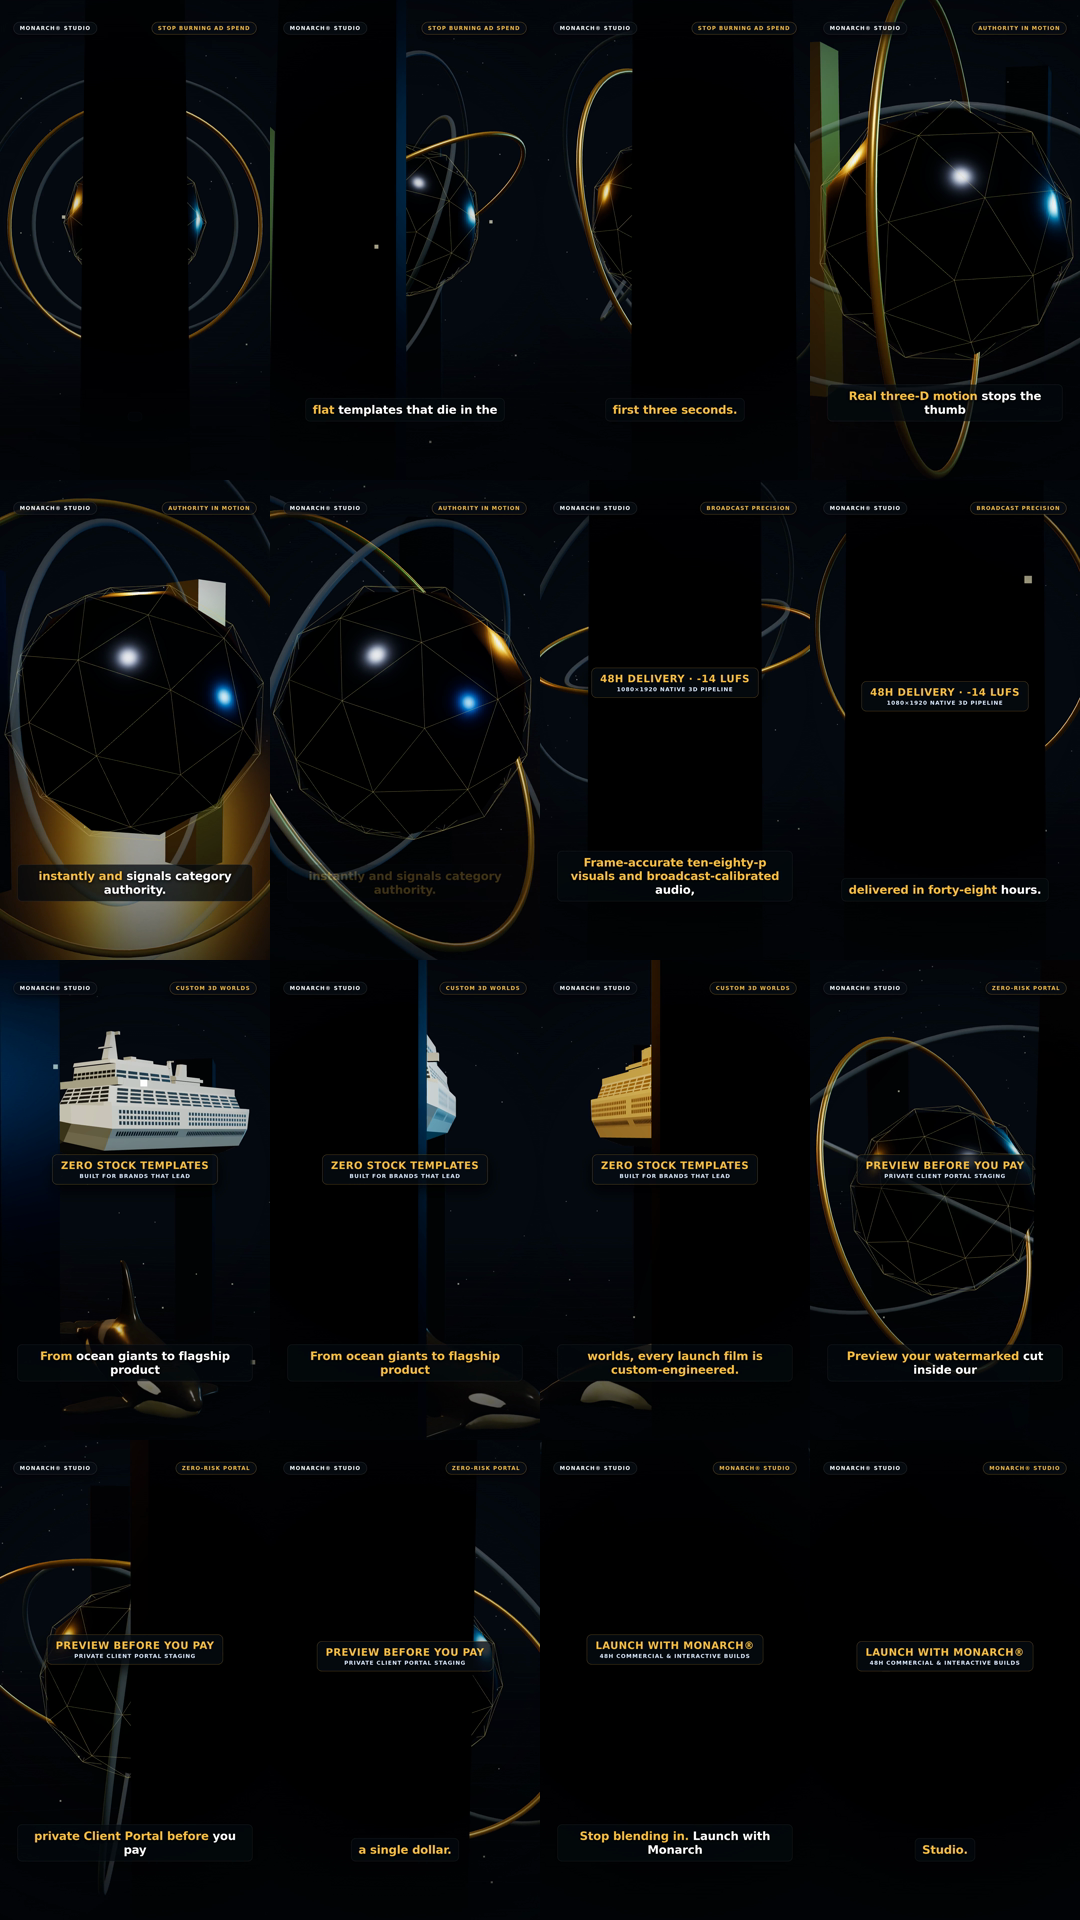 MONARCH® STUDIO
STOP BURNING AD SPEND
MONARCH® STUDIO
STOP BURNING AD SPEND
flat templates that die in the
MONARCH® STUDIO
STOP BURNING AD SPEND
first three seconds.
MONARCH® STUDIO
AUTHORITY IN MOTION
Real three-D motion stops the
thumb
MONARCH® STUDIO
AUTHORITY IN MOTION
instantly and signals category
authority.
MONARCH® STUDIO
AUTHORITY IN MOTION
instantly and signals category
authority.
MONARCH® STUDIO
BROADCAST PRECISION
48H DELIVERY · -14 LUFS
1080×1920 NATIVE 3D PIPELINE
Frame-accurate ten-eighty-p
visuals and broadcast-calibrated
audio,
MONARCH® STUDIO
BROADCAST PRECISION
48H DELIVERY · -14 LUFS
1080×1920 NATIVE 3D PIPELINE
delivered in forty-eight hours.
MONARCH® STUDIO
CUSTOM 3D WORLDS
ZERO STOCK TEMPLATES
BUILT FOR BRANDS THAT LEAD
From ocean giants to flagship
product
MONARCH® STUDIO
CUSTOM 3D WORLDS
ZERO STOCK TEMPLATES
BUILT FOR BRANDS THAT LEAD
From ocean giants to flagship
product
MONARCH® STUDIO
CUSTOM 3D WORLDS
ZERO STOCK TEMPLATES
BUILT FOR BRANDS THAT LEAD
worlds, every launch film is
custom-engineered.
MONARCH® STUDIO
ZERO-RISK PORTAL
PREVIEW BEFORE YOU PAY
PRIVATE CLIENT PORTAL STAGING
Preview your watermarked cut
inside our
MONARCH® STUDIO
ZERO-RISK PORTAL
PREVIEW BEFORE YOU PAY
PRIVATE CLIENT PORTAL STAGING
private Client Portal before you
pay
MONARCH® STUDIO
ZERO-RISK PORTAL
PREVIEW BEFORE YOU PAY
PRIVATE CLIENT PORTAL STAGING
a single dollar.
MONARCH® STUDIO
MONARCH® STUDIO
LAUNCH WITH MONARCH®
48H COMMERCIAL & INTERACTIVE BUILDS
Stop blending in. Launch with
Monarch
MONARCH® STUDIO
MONARCH® STUDIO
LAUNCH WITH MONARCH®
48H COMMERCIAL & INTERACTIVE BUILDS
Studio.